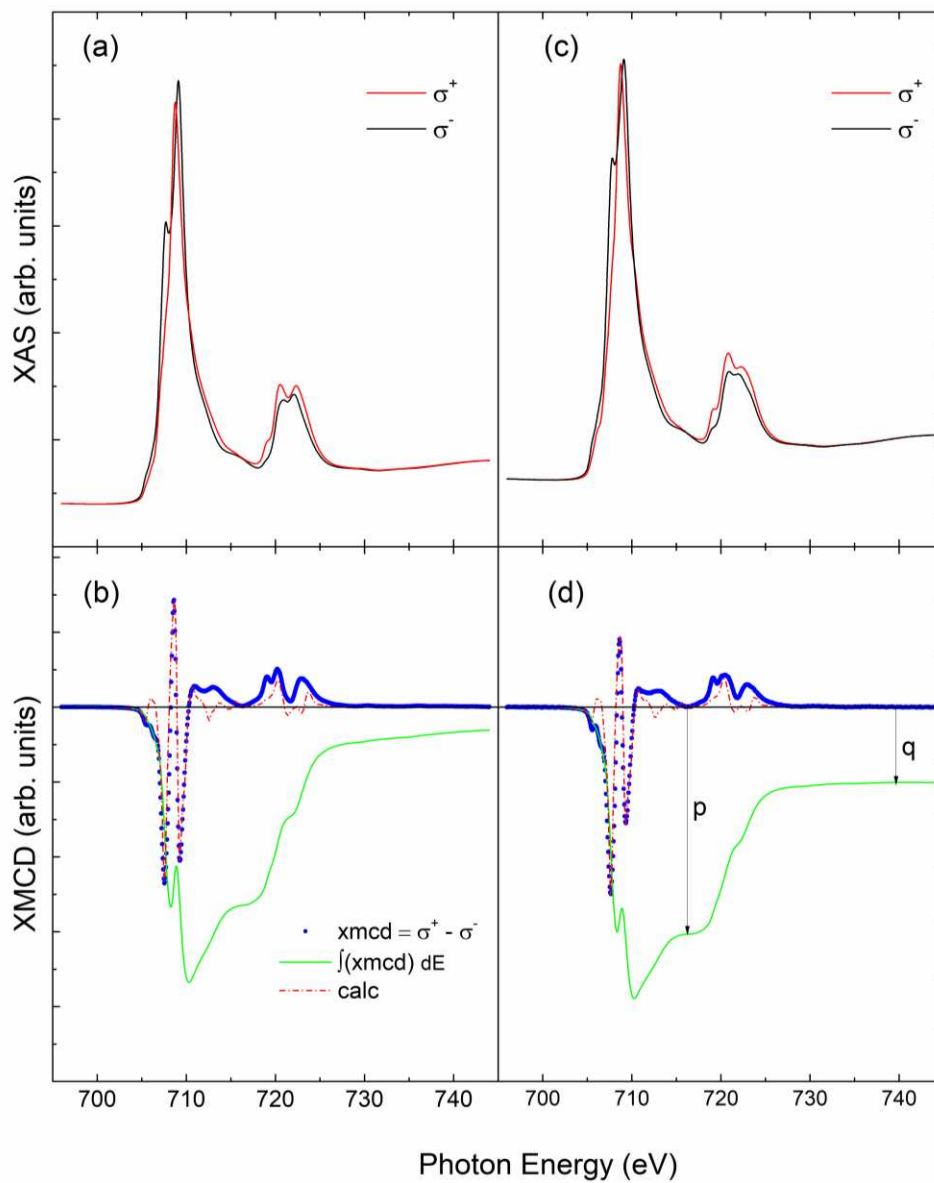 (a)
σ⁺
σ⁻
(c)
σ⁺
σ⁻
XAS (arb. units)
(b)
xmcd = σ⁺ - σ⁻
∫(xmcd) dE
calc
(d)
p
q
XMCD (arb. units)
700 710 720 730 740
700 710 720 730 740
Photon Energy (eV)